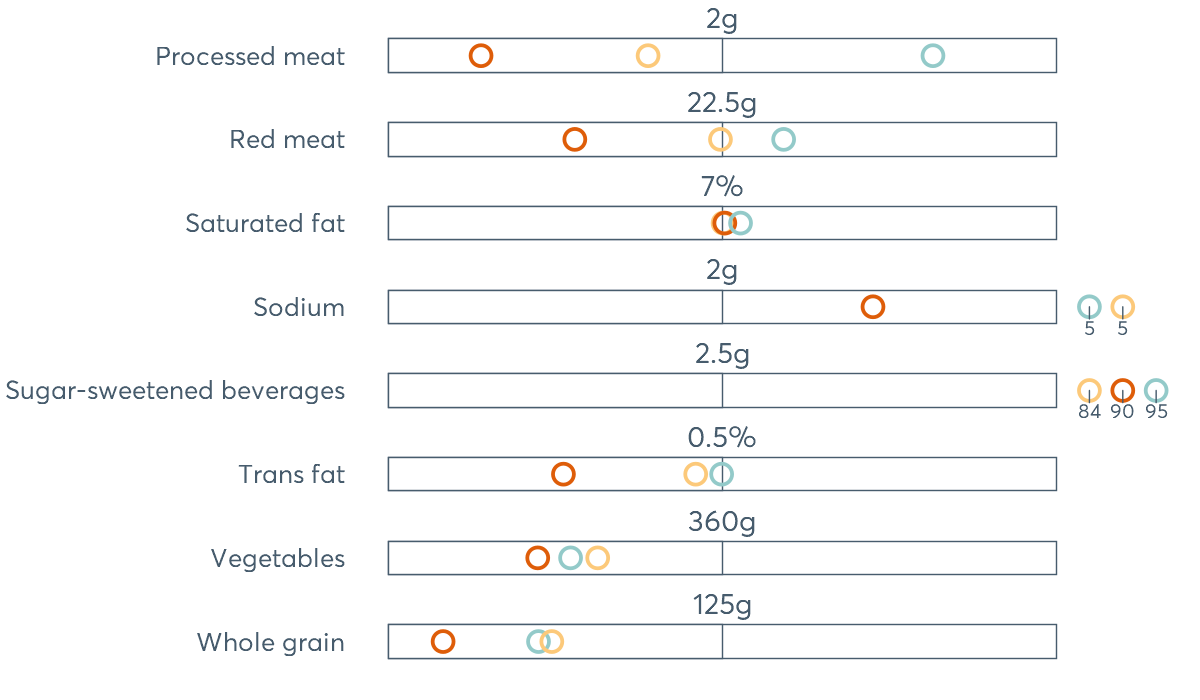 2g
Processed meat
22.5g
Red meat
7%
Saturated fat
2g
Sodium
5 5
2.5g
Sugar-sweetened beverages
84 90 95
0.5%
Trans fat
360g
Vegetables
125g
Whole grain